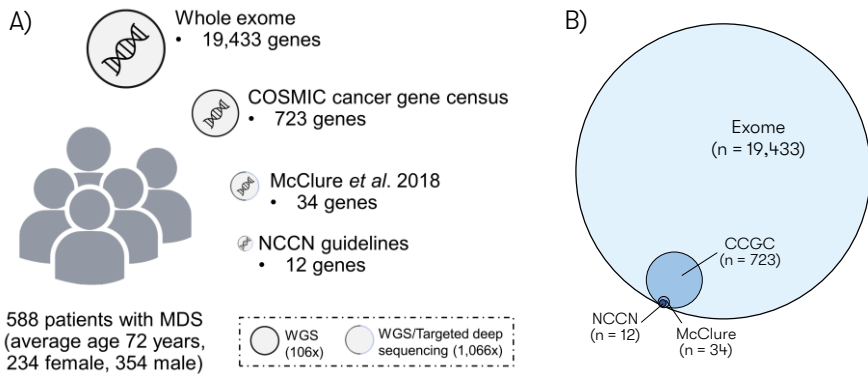 A)
Whole exome
• 19,433 genes
COSMIC cancer gene census
• 723 genes
McClure et al. 2018
• 34 genes
NCCN guidelines
• 12 genes
588 patients with MDS
(average age 72 years,
234 female, 354 male)
WGS
(106x)
WGS/Targeted deep
sequencing (1,066x)
B)
Exome
(n = 19,433)
CCGC
(n = 723)
NCCN
(n = 12)
McClure
(n = 34)